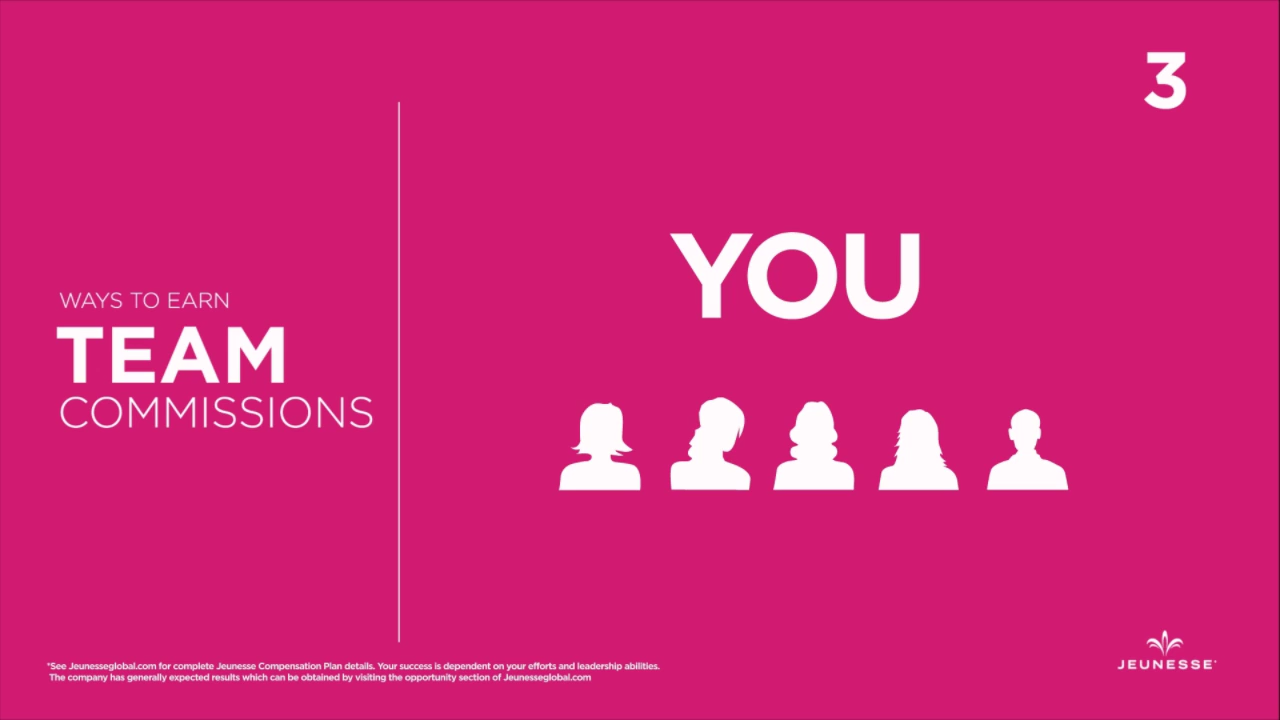 3
WAYS TO EARN
TEAM
COMMISSIONS
YOU
*See Jeunesseglobal.com for complete Jeunesse Compensation Plan details. Your success is dependent on your efforts and leadership abilities.
The company has generally expected results which can be obtained by visiting the opportunity section of Jeunesseglobal.com
JEUNESSE